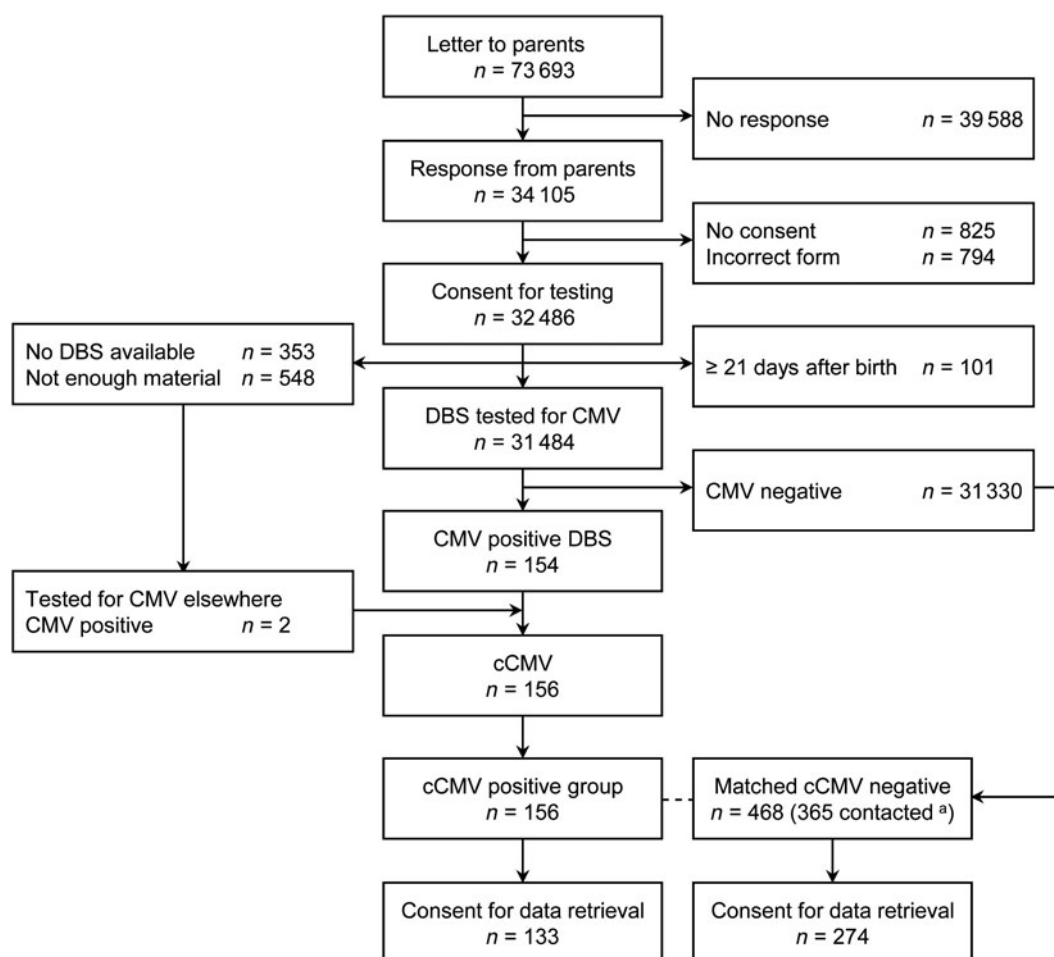 Letter to parents
n = 73 693
No response n = 39 588
Response from parents
n = 34 105
No consent n = 825
Incorrect form n = 794
Consent for testing
n = 32 486
No DBS available n = 353
Not enough material n = 548
≥ 21 days after birth n = 101
DBS tested for CMV
n = 31 484
CMV negative n = 31 330
CMV positive DBS
n = 154
Tested for CMV elsewhere
CMV positive n = 2
cCMV
n = 156
cCMV positive group
n = 156
Matched cCMV negative
n = 468 (365 contacted ᵃ)
Consent for data retrieval
n = 133
Consent for data retrieval
n = 274